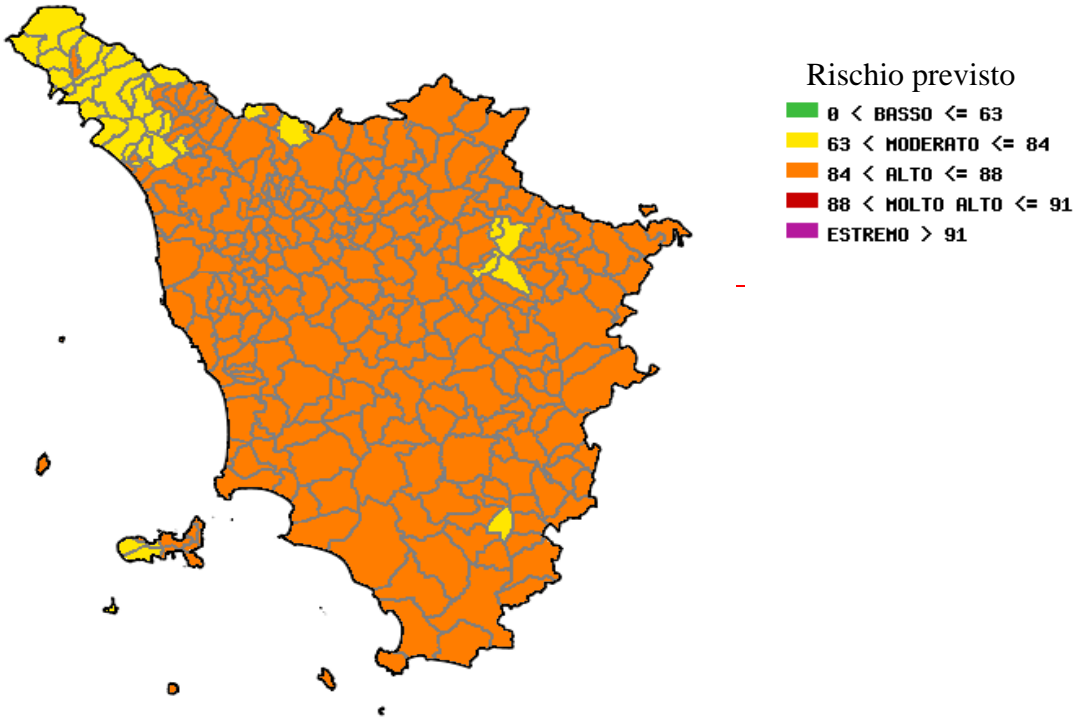 Rischio previsto
0 < BASSO <= 63
63 < MODERATO <= 84
84 < ALTO <= 88
88 < MOLTO ALTO <= 91
ESTREMO > 91